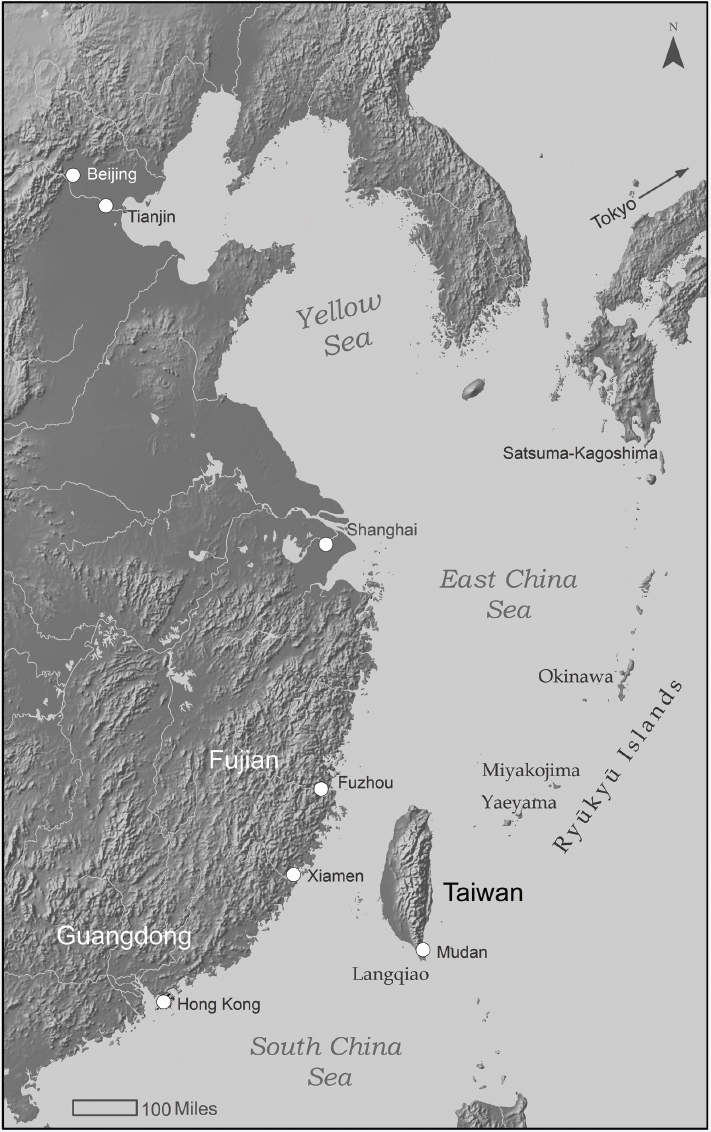 N
Beijing
Tianjin
Tokyo
Yellow
Sea
Satsuma-Kagoshima
Shanghai
East China
Sea
Okinawa
Ryūkyū Islands
Fujian
Miyakojima
Fuzhou
Yaeyama
Xiamen
Taiwan
Guangdong
Mudan
Langqiao
Hong Kong
South China
Sea
100 Miles